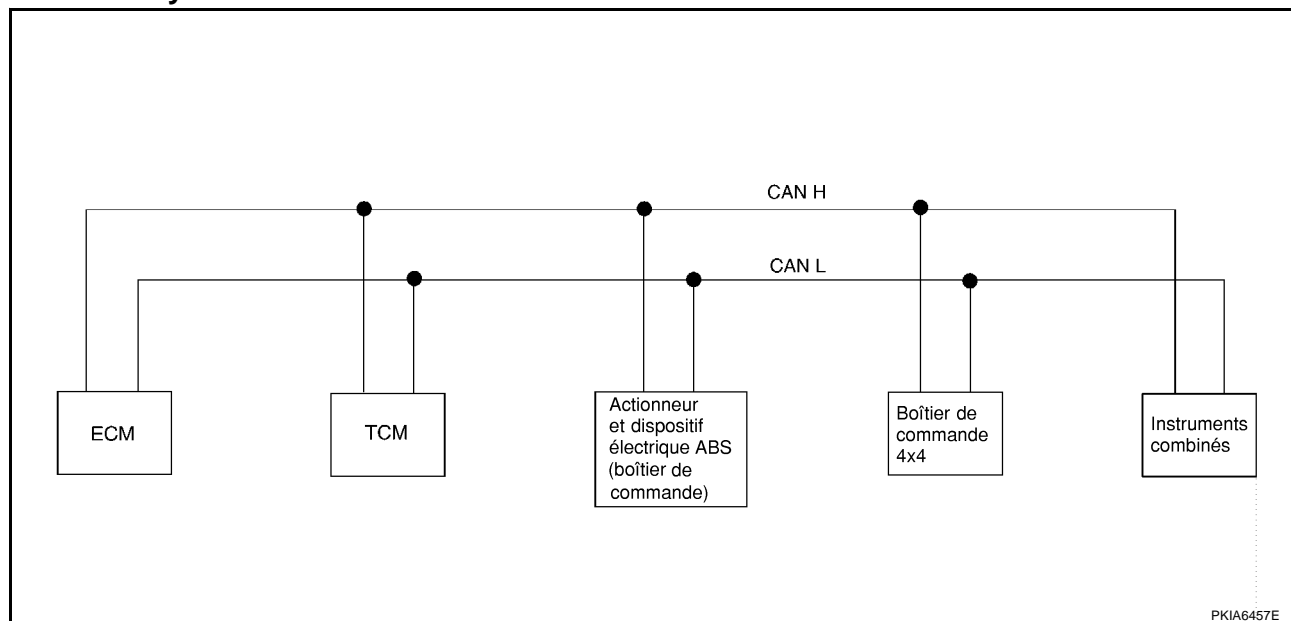 CAN H
CAN L
ECM
TCM
Actionneur
et dispositif
électrique ABS
(boîtier de
commande)
Boîtier de
commande
4x4
Instruments
combinés
PKIA6457E